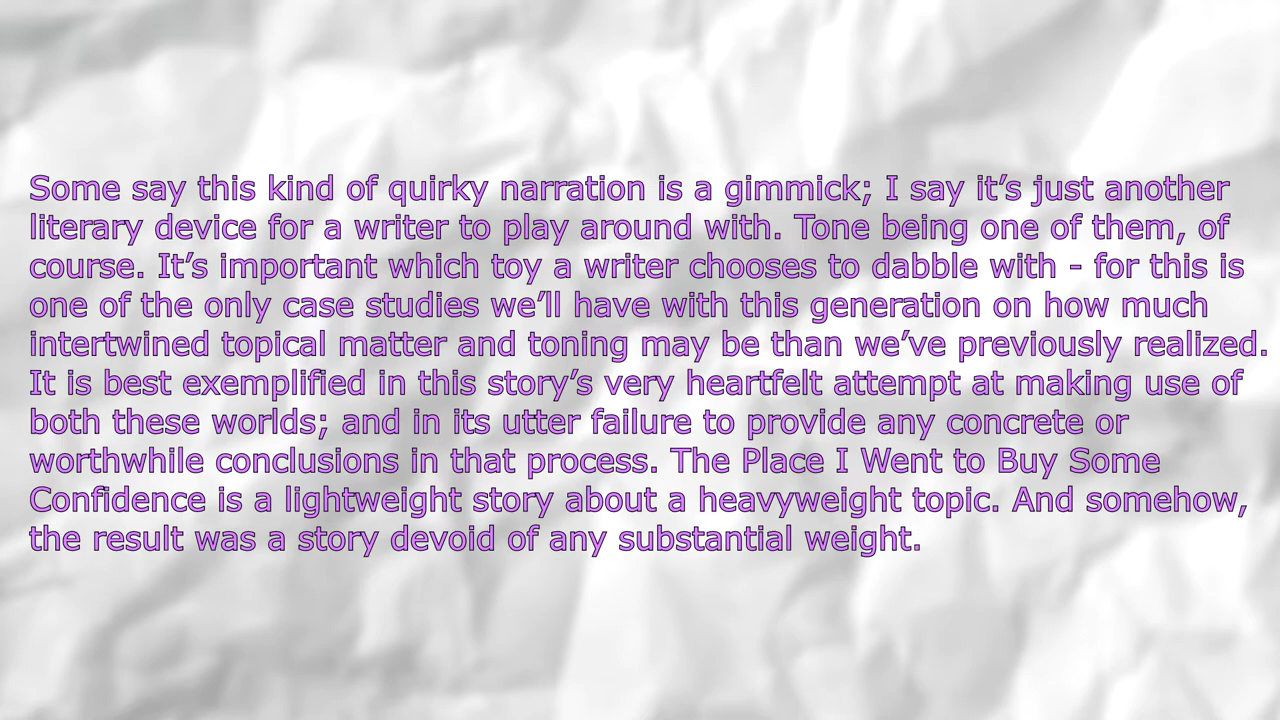 Some say this kind of quirky narration is a gimmick; I say it’s just another
literary device for a writer to play around with. Tone being one of them, of
course. It’s important which toy a writer chooses to dabble with - for this is
one of the only case studies we’ll have with this generation on how much
intertwined topical matter and toning may be than we’ve previously realized.
It is best exemplified in this story’s very heartfelt attempt at making use of
both these worlds; and in its utter failure to provide any concrete or
worthwhile conclusions in that process. The Place I Went to Buy Some
Confidence is a lightweight story about a heavyweight topic. And somehow,
the result was a story devoid of any substantial weight.